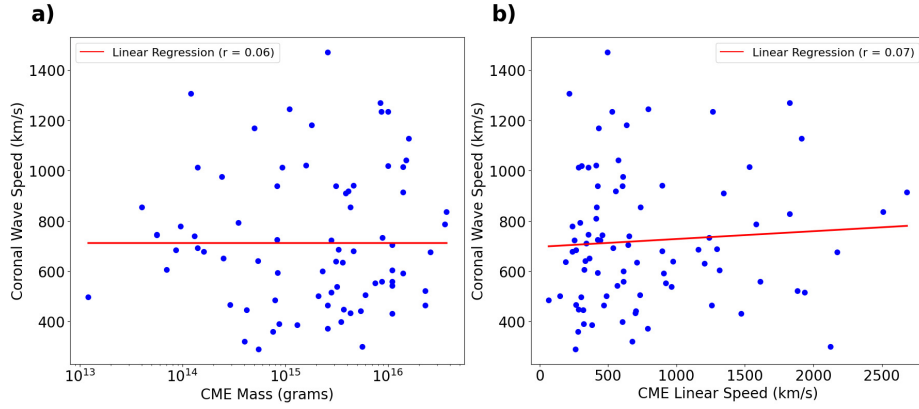 a)
b)
Linear Regression (r = 0.06)
Linear Regression (r = 0.07)
Coronal Wave Speed (km/s)
1400
1200
1000
800
600
400
10^13
10^14
10^15
10^16
CME Mass (grams)
Coronal Wave Speed (km/s)
1400
1200
1000
800
600
400
0
500
1000
1500
2000
2500
CME Linear Speed (km/s)